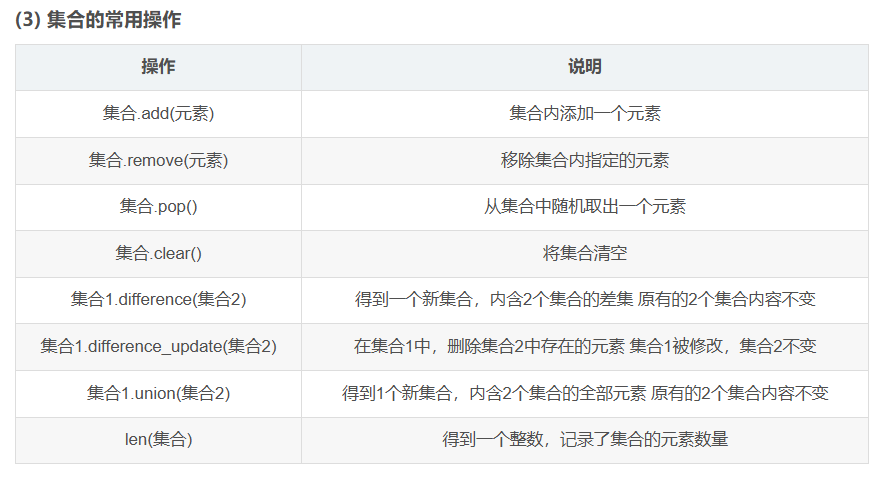 (3) 集合的常用操作
操作 说明
集合.add(元素) 集合内添加一个元素
集合.remove(元素) 移除集合内指定的元素
集合.pop() 从集合中随机取出一个元素
集合.clear() 将集合清空
集合1.difference(集合2) 得到一个新集合，内含2个集合的差集 原有的2个集合内容不变
集合1.difference_update(集合2) 在集合1中，删除集合2中存在的元素 集合1被修改，集合2不变
集合1.union(集合2) 得到1个新集合，内含2个集合的全部元素 原有的2个集合内容不变
len(集合) 得到一个整数，记录了集合的元素数量